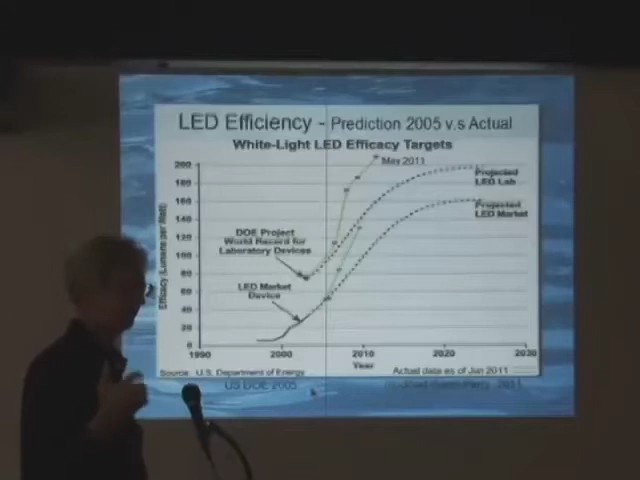 LED Efficiency - Prediction 2005 v.s Actual
White-Light LED Efficacy Targets
200
180
160
140
120
100
80
60
40
20
0
Efficacy (Lumens per Watt)
May 2011
Projected
LED Lab
Projected
LED Market
DOE Project
World Record for
Laboratory Devices
LED Market
Device
1990
2000
2010
2020
2030
Year
Source: U.S. Department of Energy
Actual data as of Jun 2011
US DOE 2005
2011